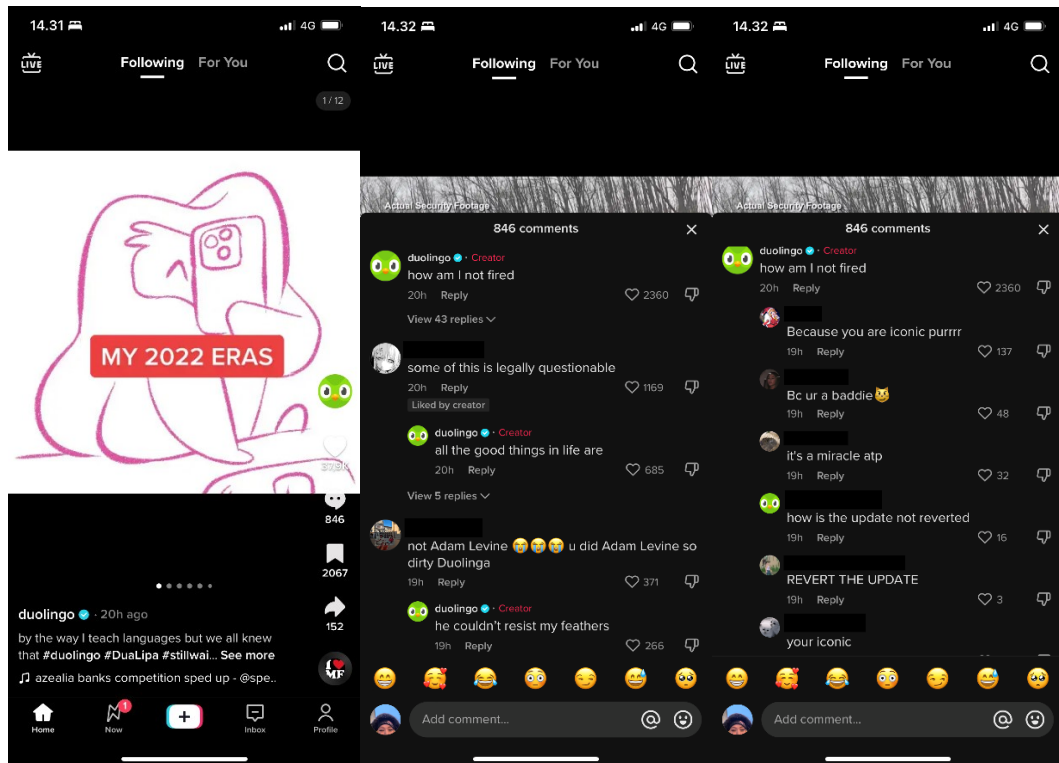 14.31
4G
LIVE
Following For You
1 / 12
MY 2022 ERAS
846
2067
152
duolingo · 20h ago
by the way I teach languages but we all knew
that #duolingo #DuaLipa #stillwai... See more
azealia banks competition sped up - @spe..
I ❤ MF
Home
1
Now
Inbox
Profile
14.32
4G
LIVE
Following For You
Actual Security Footage
846 comments
duolingo · Creator
how am I not fired
20h Reply
2360
View 43 replies
some of this is legally questionable
20h Reply
1169
Liked by creator
duolingo · Creator
all the good things in life are
20h Reply
685
View 5 replies
not Adam Levine 😭😭😭 u did Adam Levine so
dirty Duolinga
19h Reply
371
duolingo · Creator
he couldn't resist my feathers
19h Reply
266
Add comment...
14.32
4G
LIVE
Following For You
Actual Security Footage
846 comments
duolingo · Creator
how am I not fired
20h Reply
2360
Because you are iconic purrrr
19h Reply
137
Bc ur a baddie😼
19h Reply
48
it's a miracle atp
19h Reply
32
how is the update not reverted
19h Reply
16
REVERT THE UPDATE
19h Reply
3
your iconic
Add comment...